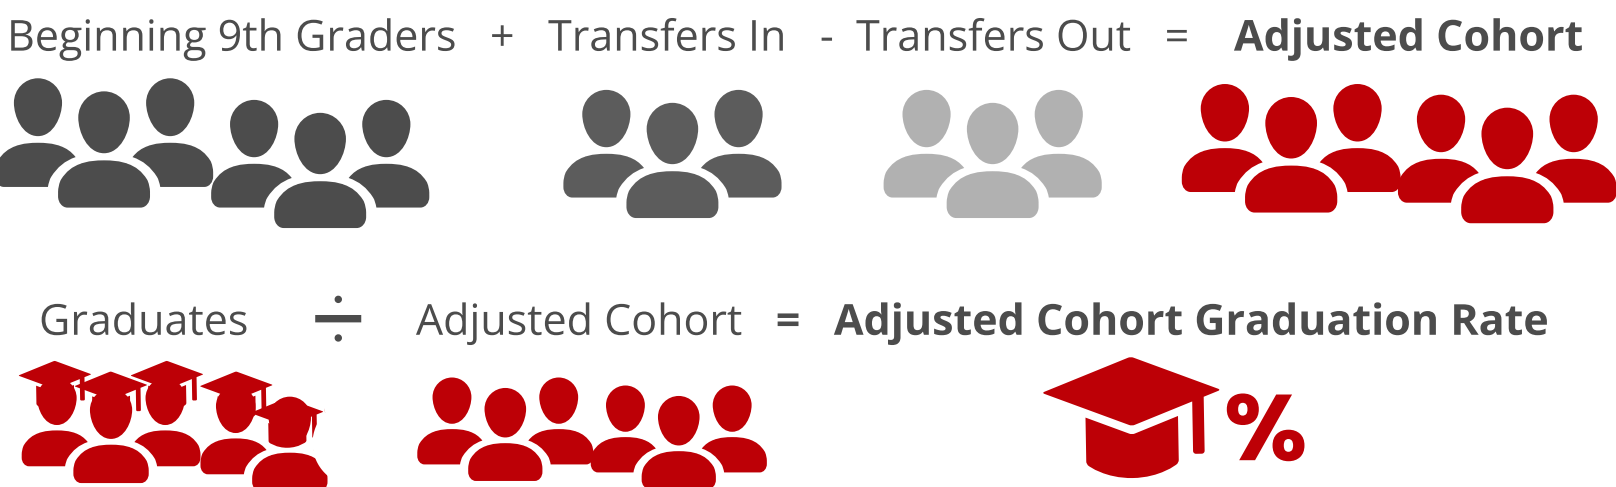 Beginning 9th Graders + Transfers In - Transfers Out = Adjusted Cohort
Graduates ÷ Adjusted Cohort = Adjusted Cohort Graduation Rate
%